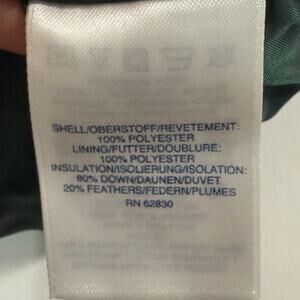 SHELL/OBERSTOFF/REVETEMENT:
100% POLYESTER
LINING/FUTTER/DOUBLURE:
100% POLYESTER
INSULATION/ISOLIERUNG/ISOLATION:
80% DOWN/DAUNEN/DUVET
20% FEATHERS/FEDERN/PLUMES
RN 62830